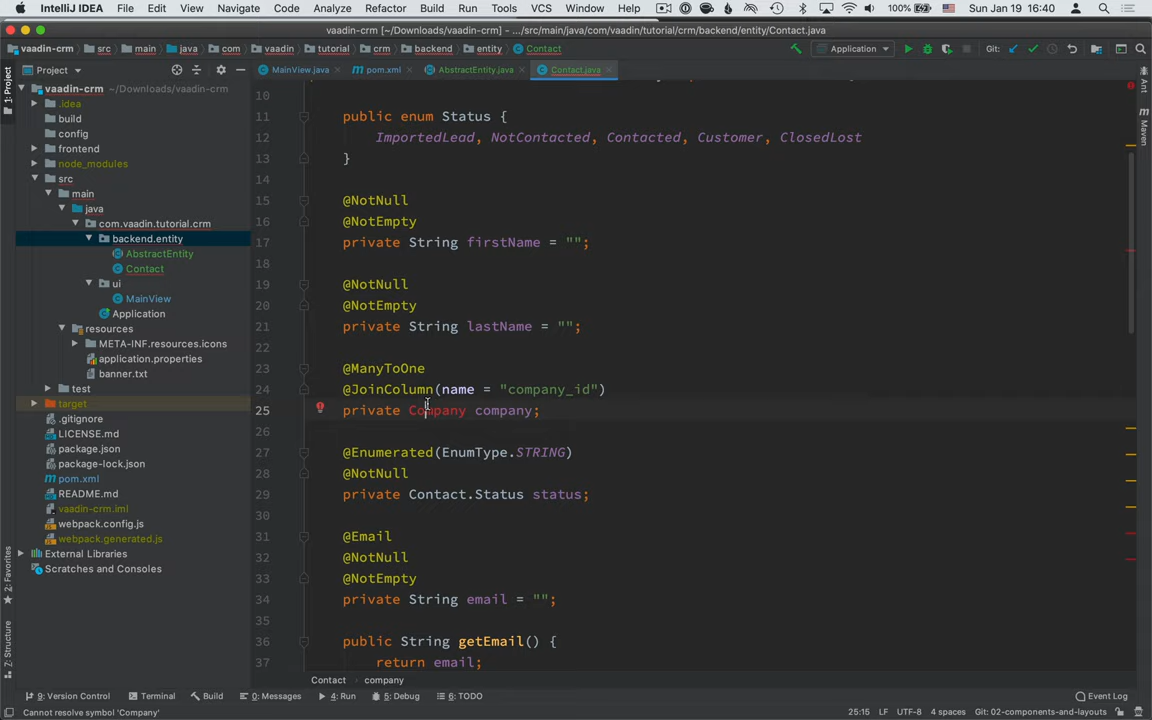 IntelliJ IDEA File Edit View Navigate Code Analyze Refactor Build Run Tools VCS Window Help 100% Sun Jan 19 16:40
vaadin-crm [~/Downloads/vaadin-crm] - .../src/main/java/com/vaadin/tutorial/crm/backend/entity/Contact.java
vaadin-crm src main java com vaadin tutorial crm backend entity Contact Application Git:
Project MainView.java pom.xml AbstractEntity.java Contact.java
1: Project
vaadin-crm ~/Downloads/vaadin-crm
.idea
build
config
frontend
node_modules
src
main
java
com.vaadin.tutorial.crm
backend.entity
AbstractEntity
Contact
ui
MainView
Application
resources
META-INF.resources.icons
application.properties
banner.txt
test
target
.gitignore
LICENSE.md
package.json
package-lock.json
pom.xml
README.md
vaadin-crm.iml
webpack.config.js
webpack.generated.js
External Libraries
Scratches and Consoles
2: Favorites
7: Structure
10
11 public enum Status {
12 ImportedLead, NotContacted, Contacted, Customer, ClosedLost
13 }
14
15 @NotNull
16 @NotEmpty
17 private String firstName = "";
18
19 @NotNull
20 @NotEmpty
21 private String lastName = "";
22
23 @ManyToOne
24 @JoinColumn(name = "company_id")
25 private Company company;
26
27 @Enumerated(EnumType.STRING)
28 @NotNull
29 private Contact.Status status;
30
31 @Email
32 @NotNull
33 @NotEmpty
34 private String email = "";
35
36 public String getEmail() {
37 return email;
Ant
Maven
Contact company
9: Version Control Terminal Build 0: Messages 4: Run 5: Debug 6: TODO Event Log
Cannot resolve symbol 'Company' 25:15 LF UTF-8 4 spaces Git: 02-components-and-layouts